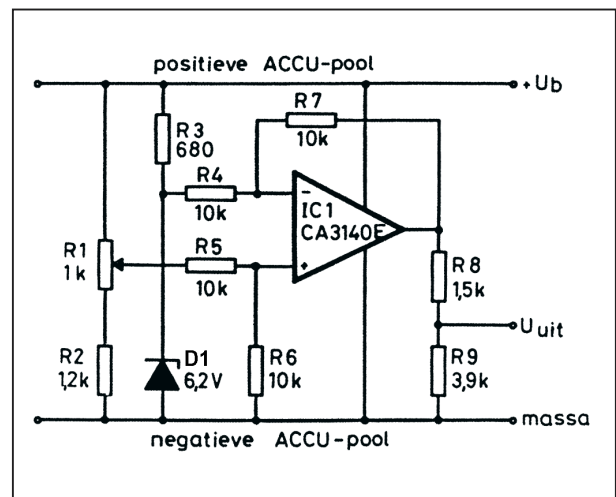 positieve ACCU-pool
+Ub
R7
10k
R3
680
R4
10k
−
IC1
CA3140E
+
R1
1k
R5
10k
R8
1,5k
Uuit
R2
1,2k
D1
6,2V
R6
10k
R9
3,9k
massa
negatieve ACCU-pool